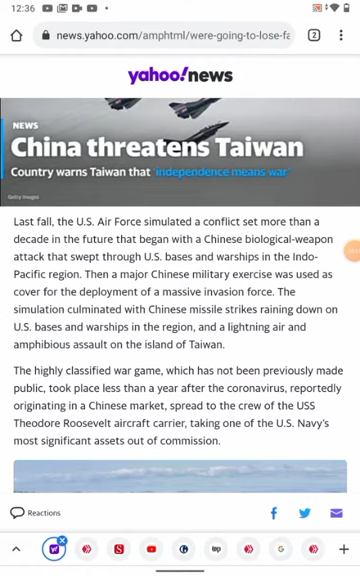 12:36
news.yahoo.com/amphtml/were-going-to-lose-fa
2
yahoo!news
NEWS
China threatens Taiwan
Country warns Taiwan that 'independence means war'
Getty Images
Last fall, the U.S. Air Force simulated a conflict set more than a
decade in the future that began with a Chinese biological-weapon
attack that swept through U.S. bases and warships in the Indo-
Pacific region. Then a major Chinese military exercise was used as
cover for the deployment of a massive invasion force. The
simulation culminated with Chinese missile strikes raining down on
U.S. bases and warships in the region, and a lightning air and
amphibious assault on the island of Taiwan.
The highly classified war game, which has not been previously made
public, took place less than a year after the coronavirus, reportedly
originating in a Chinese market, spread to the crew of the USS
Theodore Roosevelt aircraft carrier, taking one of the U.S. Navy's
most significant assets out of commission.
Reactions